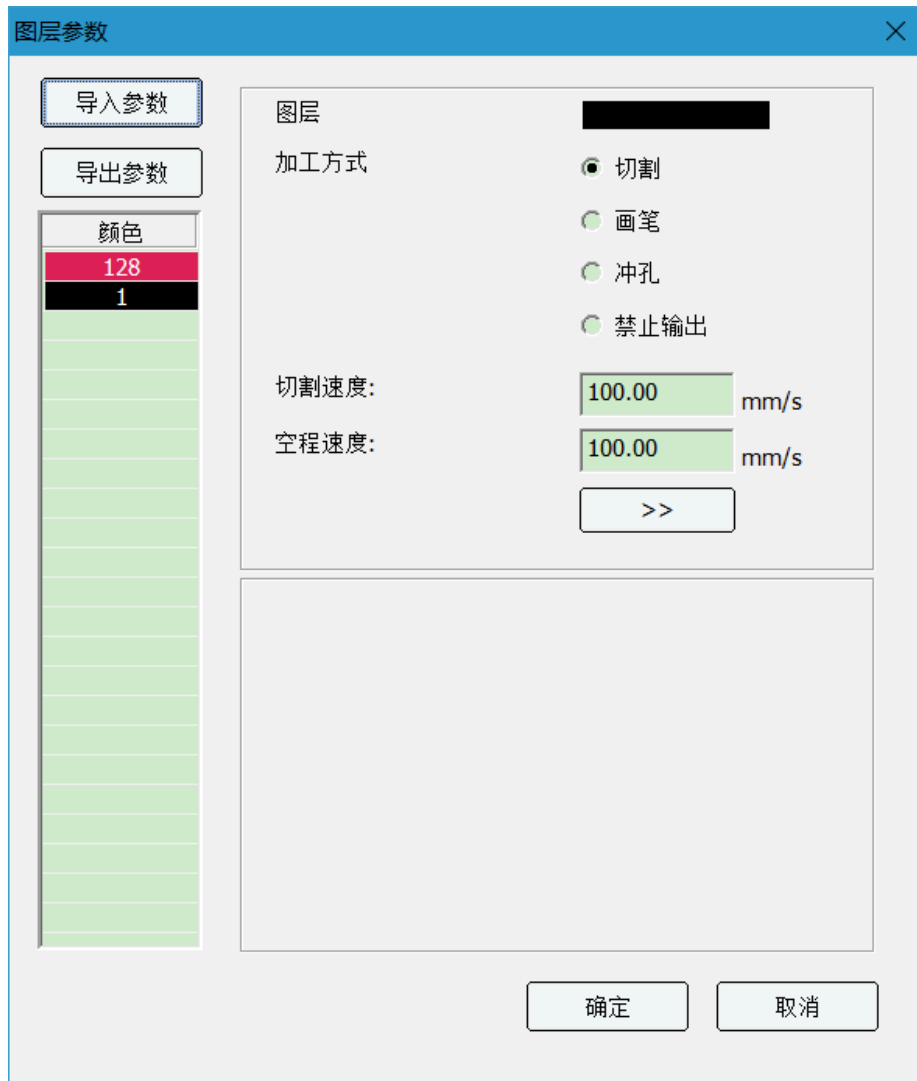 图层参数
导入参数
导出参数
颜色
128
1
图层
加工方式
切割
画笔
冲孔
禁止输出
切割速度: 100.00 mm/s
空程速度: 100.00 mm/s
>>
确定 取消